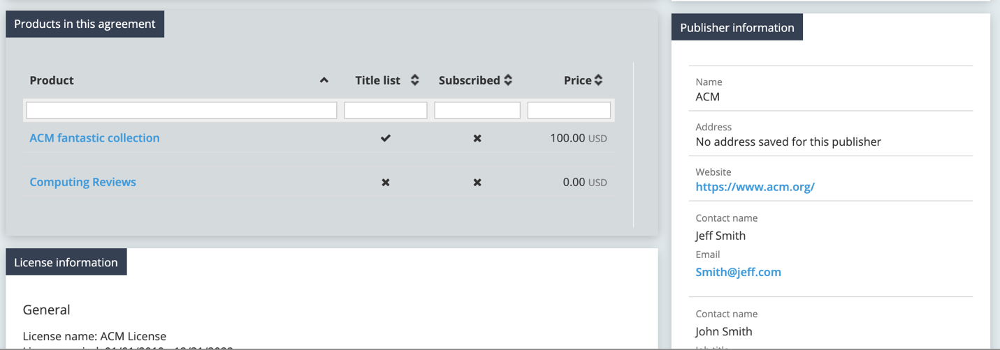 Products in this agreement
Product Title list Subscribed Price
ACM fantastic collection 100.00 USD
Computing Reviews 0.00 USD
License information
General
License name: ACM License
Publisher information
Name
ACM
Address
No address saved for this publisher
Website
https://www.acm.org/
Contact name
Jeff Smith
Email
Smith@jeff.com
Contact name
John Smith
Job title